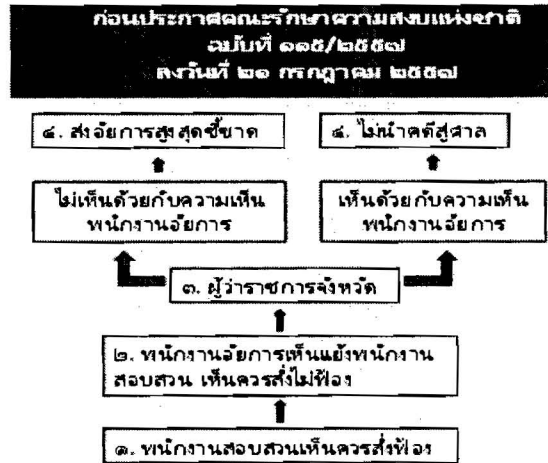 ก่อนประกาศคณะรักษาความสงบแห่งชาติ
ฉบับที่ ๑๑๕/๒๕๕๗
ลงวันที่ ๒๑ กรกฎาคม ๒๕๕๗
๔. ส่งอัยการสูงสุดชี้ขาด
๔. ไม่นำคดีสู่ศาล
ไม่เห็นด้วยกับความเห็น
พนักงานอัยการ
เห็นด้วยกับความเห็น
พนักงานอัยการ
๓. ผู้ว่าราชการจังหวัด
๒. พนักงานอัยการเห็นแย้งพนักงาน
สอบสวน เห็นควรสั่งไม่ฟ้อง
๑. พนักงานสอบสวนเห็นควรสั่งฟ้อง